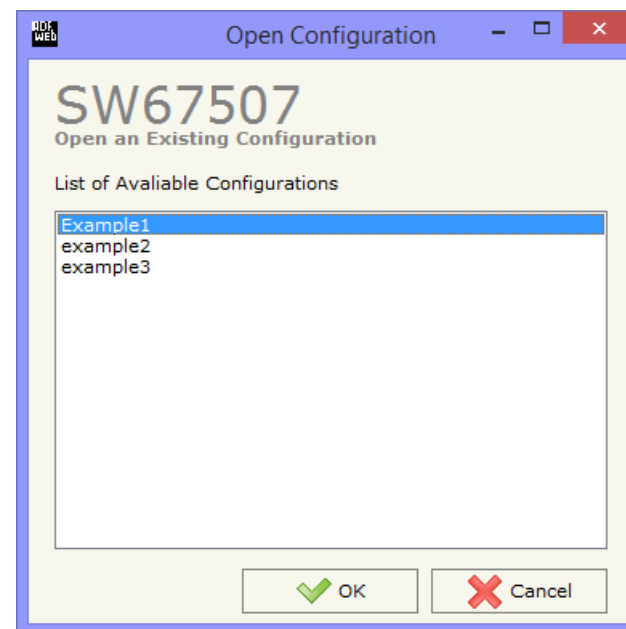 ADF
WEB
Open Configuration
SW67507
Open an Existing Configuration
List of Avaliable Configurations
Example1
example2
example3
OK
Cancel